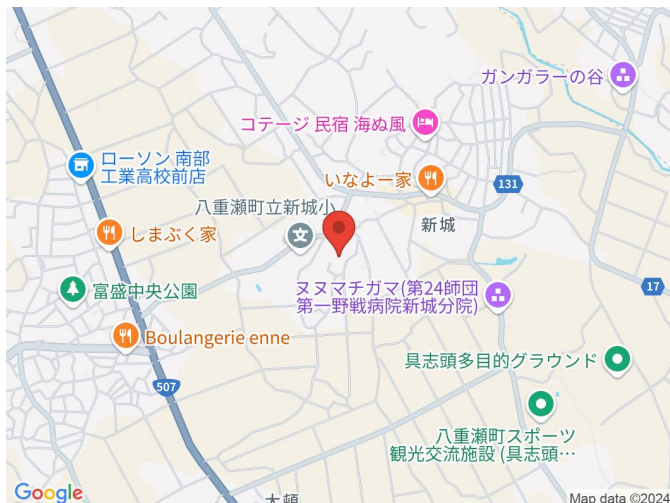 ガンガラーの谷
コテージ 民宿 海ぬ風
ローソン 南部
工業高校前店
いなよー家
131
八重瀬町立新城小
新城
しまぶく家
文
ヌヌマチガマ(第24師団
第一野戦病院新城分院)
17
富盛中央公園
Boulangerie enne
具志頭多目的グラウンド
507
八重瀬町スポーツ
観光交流施設 (具志頭…
大頓
Google
Map data ©2024